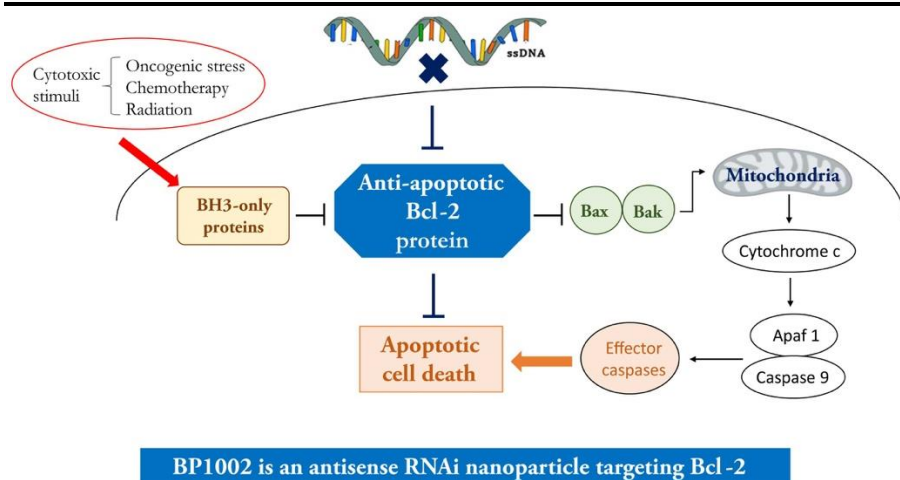 ssDNA
Cytotoxic
stimuli
Oncogenic stress
Chemotherapy
Radiation
BH3-only
proteins
Anti-apoptotic
Bcl-2
protein
Bax
Bak
Mitochondria
Cytochrome c
Apaf 1
Caspase 9
Effector
caspases
Apoptotic
cell death
BP1002 is an antisense RNAi nanoparticle targeting Bcl-2